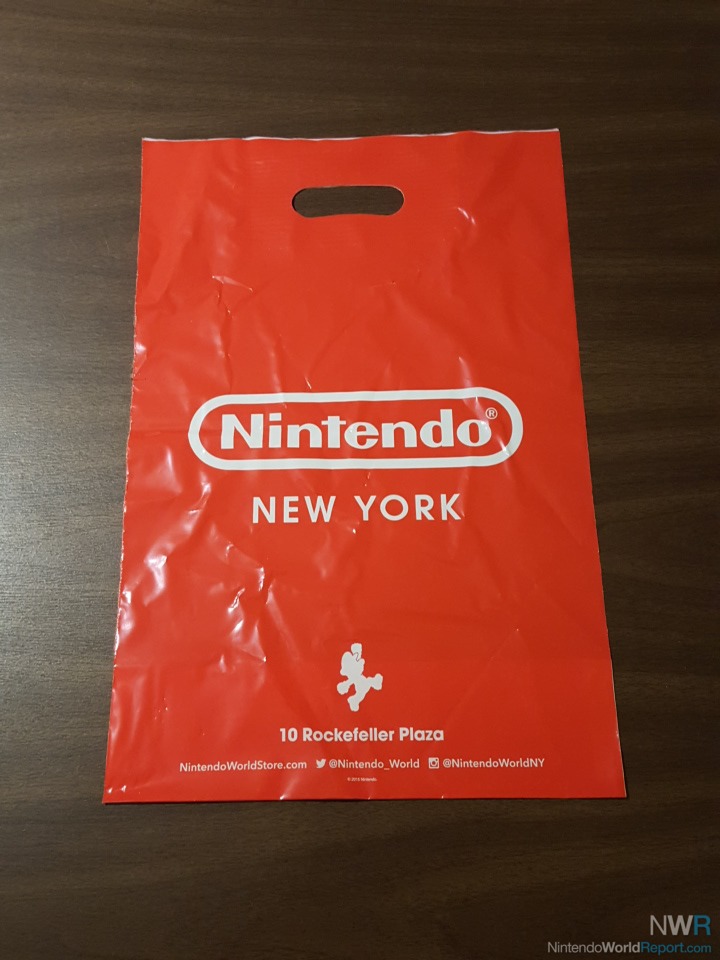 Nintendo®
NEW YORK
10 Rockefeller Plaza
NintendoWorldStore.com @Nintendo_World @NintendoWorldNY
NWR
NintendoWorldReport.com